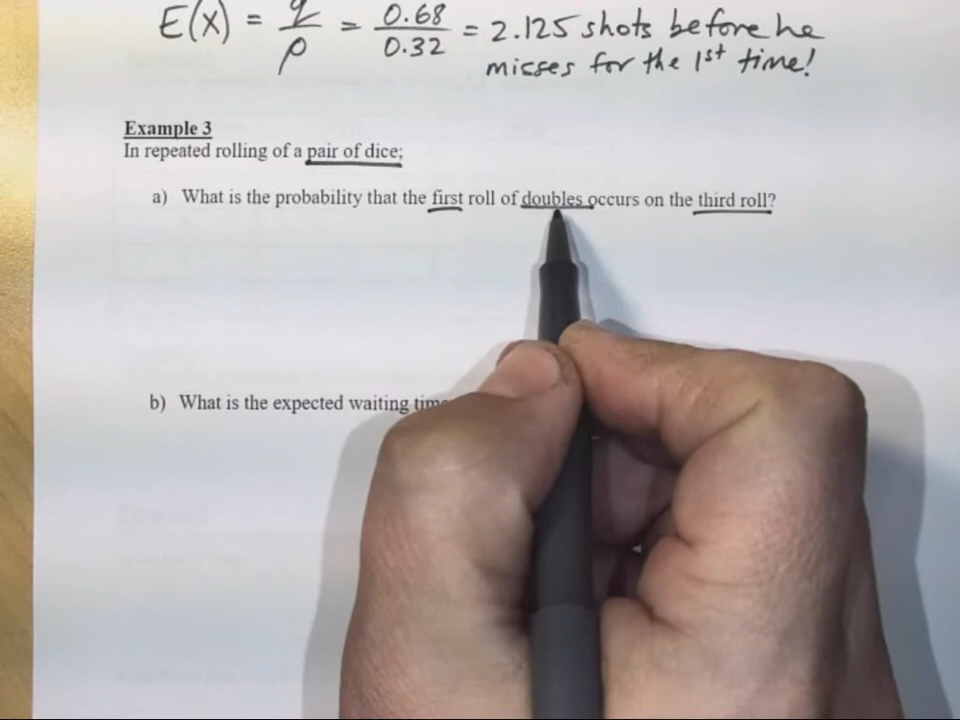 E(X) = q/p = 0.68/0.32 = 2.125 shots before he
misses for the 1st time!
Example 3
In repeated rolling of a pair of dice;
a) What is the probability that the first roll of doubles occurs on the third roll?
b) What is the expected waiting time